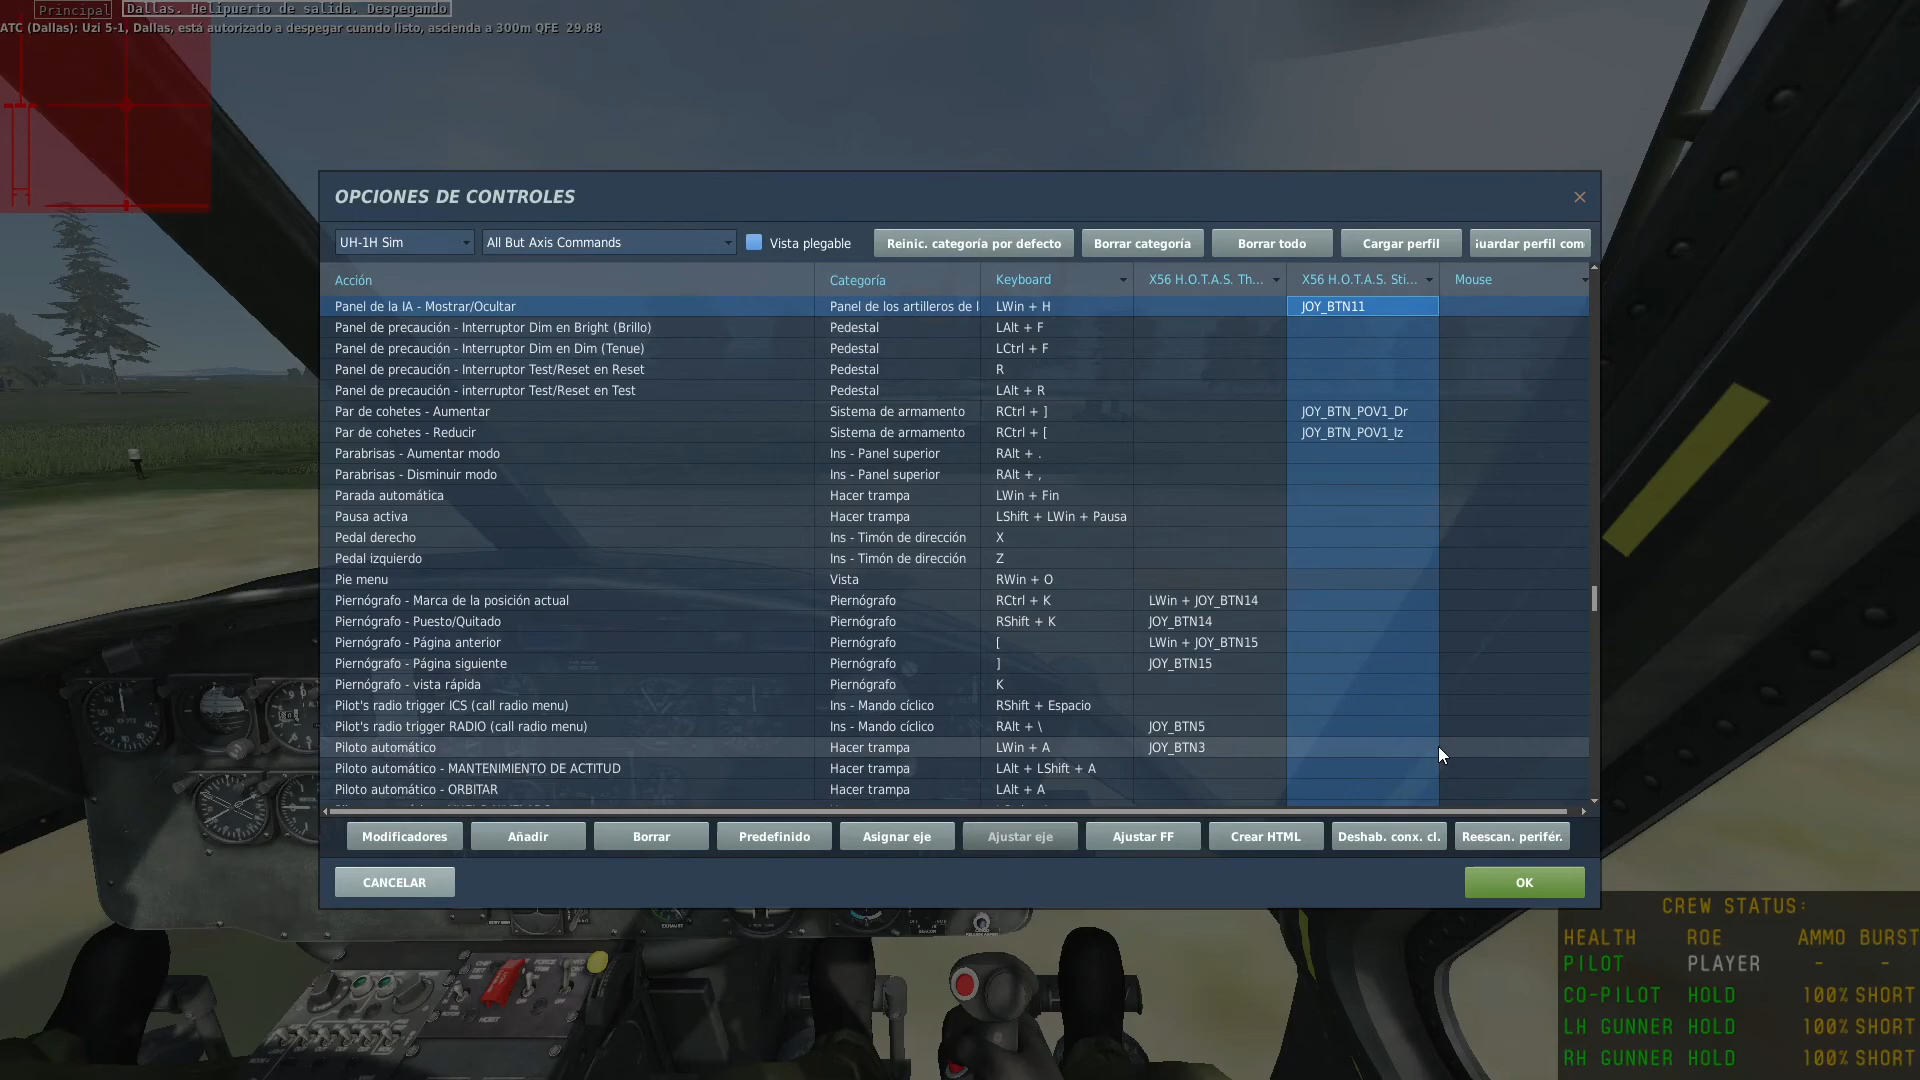 Principal Dallas. Helipuerto de salida. Despegando
ATC (Dallas): Uzi 5-1, Dallas, está autorizado a despegar cuando listo, ascienda a 300m QFE 29.88
OPCIONES DE CONTROLES
UH-1H Sim All But Axis Commands Vista plegable Reinic. categoría por defecto Borrar categoría Borrar todo Cargar perfil iuardar perfil com
Acción Categoría Keyboard X56 H.O.T.A.S. Th... X56 H.O.T.A.S. Sti... Mouse
Panel de la IA - Mostrar/Ocultar Panel de los artilleros de l LWin + H JOY_BTN11
Panel de precaución - Interruptor Dim en Bright (Brillo) Pedestal LAlt + F
Panel de precaución - Interruptor Dim en Dim (Tenue) Pedestal LCtrl + F
Panel de precaución - Interruptor Test/Reset en Reset Pedestal R
Panel de precaución - interruptor Test/Reset en Test Pedestal LAlt + R
Par de cohetes - Aumentar Sistema de armamento RCtrl + ] JOY_BTN_POV1_Dr
Par de cohetes - Reducir Sistema de armamento RCtrl + [ JOY_BTN_POV1_Iz
Parabrisas - Aumentar modo Ins - Panel superior RAlt + .
Parabrisas - Disminuir modo Ins - Panel superior RAlt + ,
Parada automática Hacer trampa LWin + Fin
Pausa activa Hacer trampa LShift + LWin + Pausa
Pedal derecho Ins - Timón de dirección X
Pedal izquierdo Ins - Timón de dirección Z
Pie menu Vista RWin + O
Piernógrafo - Marca de la posición actual Piernógrafo RCtrl + K LWin + JOY_BTN14
Piernógrafo - Puesto/Quitado Piernógrafo RShift + K JOY_BTN14
Piernógrafo - Página anterior Piernógrafo [ LWin + JOY_BTN15
Piernógrafo - Página siguiente Piernógrafo ] JOY_BTN15
Piernógrafo - vista rápida Piernógrafo K
Pilot's radio trigger ICS (call radio menu) Ins - Mando cíclico RShift + Espacio
Pilot's radio trigger RADIO (call radio menu) Ins - Mando cíclico RAlt + \ JOY_BTN5
Piloto automático Hacer trampa LWin + A JOY_BTN3
Piloto automático - MANTENIMIENTO DE ACTITUD Hacer trampa LAlt + LShift + A
Piloto automático - ORBITAR Hacer trampa LAlt + A
Modificadores Añadir Borrar Predefinido Asignar eje Ajustar eje Ajustar FF Crear HTML Deshab. conx. cl. Reescan. perifér.
CANCELAR OK
CREW STATUS:
HEALTH ROE AMMO BURST
PILOT PLAYER - -
CO-PILOT HOLD 100% SHORT
LH GUNNER HOLD 100% SHORT
RH GUNNER HOLD 100% SHORT